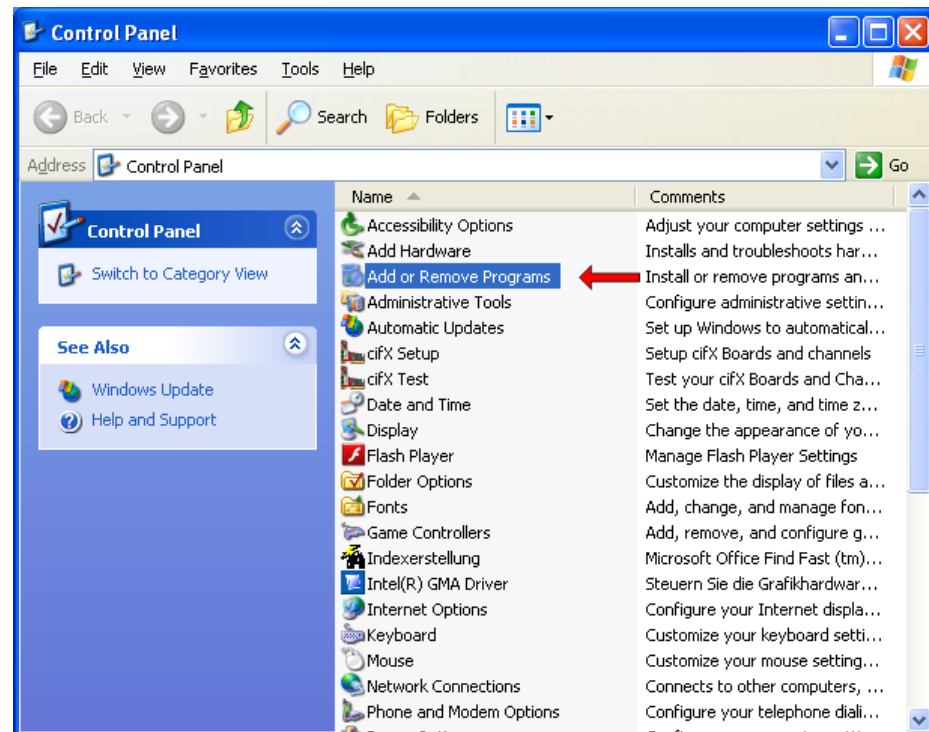 Control Panel
File Edit View Favorites Tools Help
Back Search Folders
Address Control Panel Go
Control Panel
Switch to Category View
See Also
Windows Update
Help and Support
Name Comments
Accessibility Options Adjust your computer settings ...
Add Hardware Installs and troubleshoots har...
Add or Remove Programs Install or remove programs an...
Administrative Tools Configure administrative settin...
Automatic Updates Set up Windows to automatical...
cifX Setup Setup cifX Boards and channels
cifX Test Test your cifX Boards and Cha...
Date and Time Set the date, time, and time z...
Display Change the appearance of yo...
Flash Player Manage Flash Player Settings
Folder Options Customize the display of files a...
Fonts Add, change, and manage fon...
Game Controllers Add, remove, and configure g...
Indexerstellung Microsoft Office Find Fast (tm)...
Intel(R) GMA Driver Steuern Sie die Grafikhardwar...
Internet Options Configure your Internet displa...
Keyboard Customize your keyboard setti...
Mouse Customize your mouse setting...
Network Connections Connects to other computers, ...
Phone and Modem Options Configure your telephone diali...